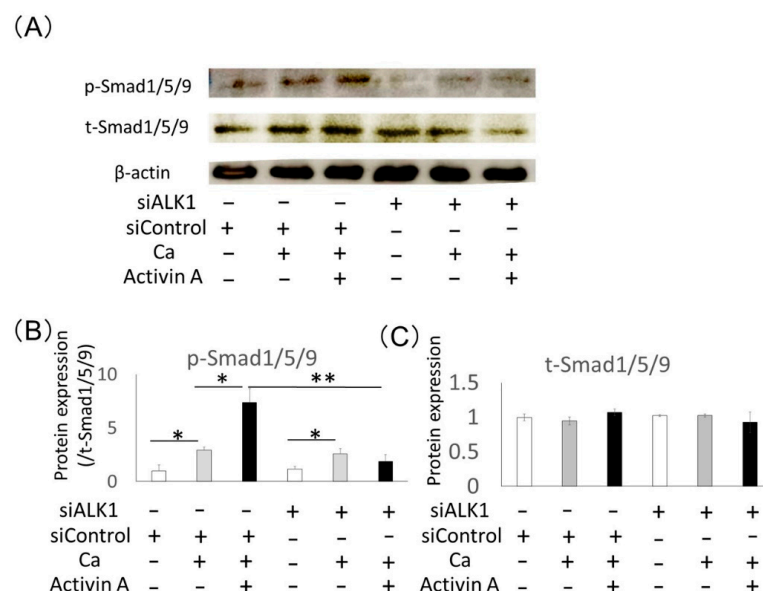 （A）
p-Smad1/5/9
t-Smad1/5/9
β-actin
siALK1 – – – + + +
siControl + + + – – –
Ca – + + – + +
Activin A – – + – – +
（B）
p-Smad1/5/9
Protein expression
(/t-Smad1/5/9)
10
5
0
* * ** *
siALK1 – – – + + +
siControl + + + – – –
Ca – + + – + +
Activin A – – + – – +
（C）
t-Smad1/5/9
Protein expression
1.5
1
0.5
0
siALK1 – – – + + +
siControl + + + – – –
Ca – + + – + +
Activin A – – + – – +